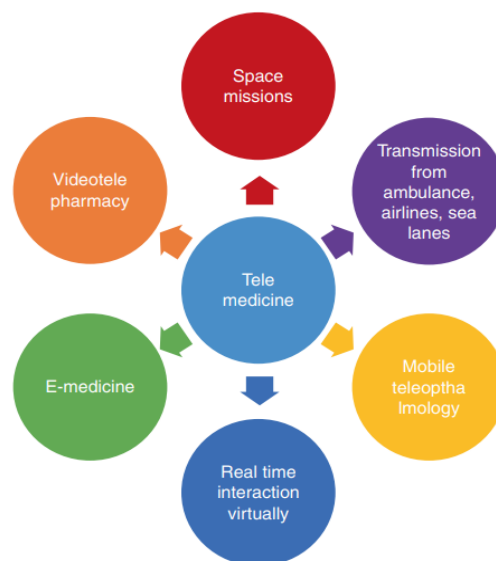 Space
missions
Transmission
from
ambulance,
airlines, sea
lanes
Mobile
teleoptha
lmology
Real time
interaction
virtually
E-medicine
Videotele
pharmacy
Tele
medicine